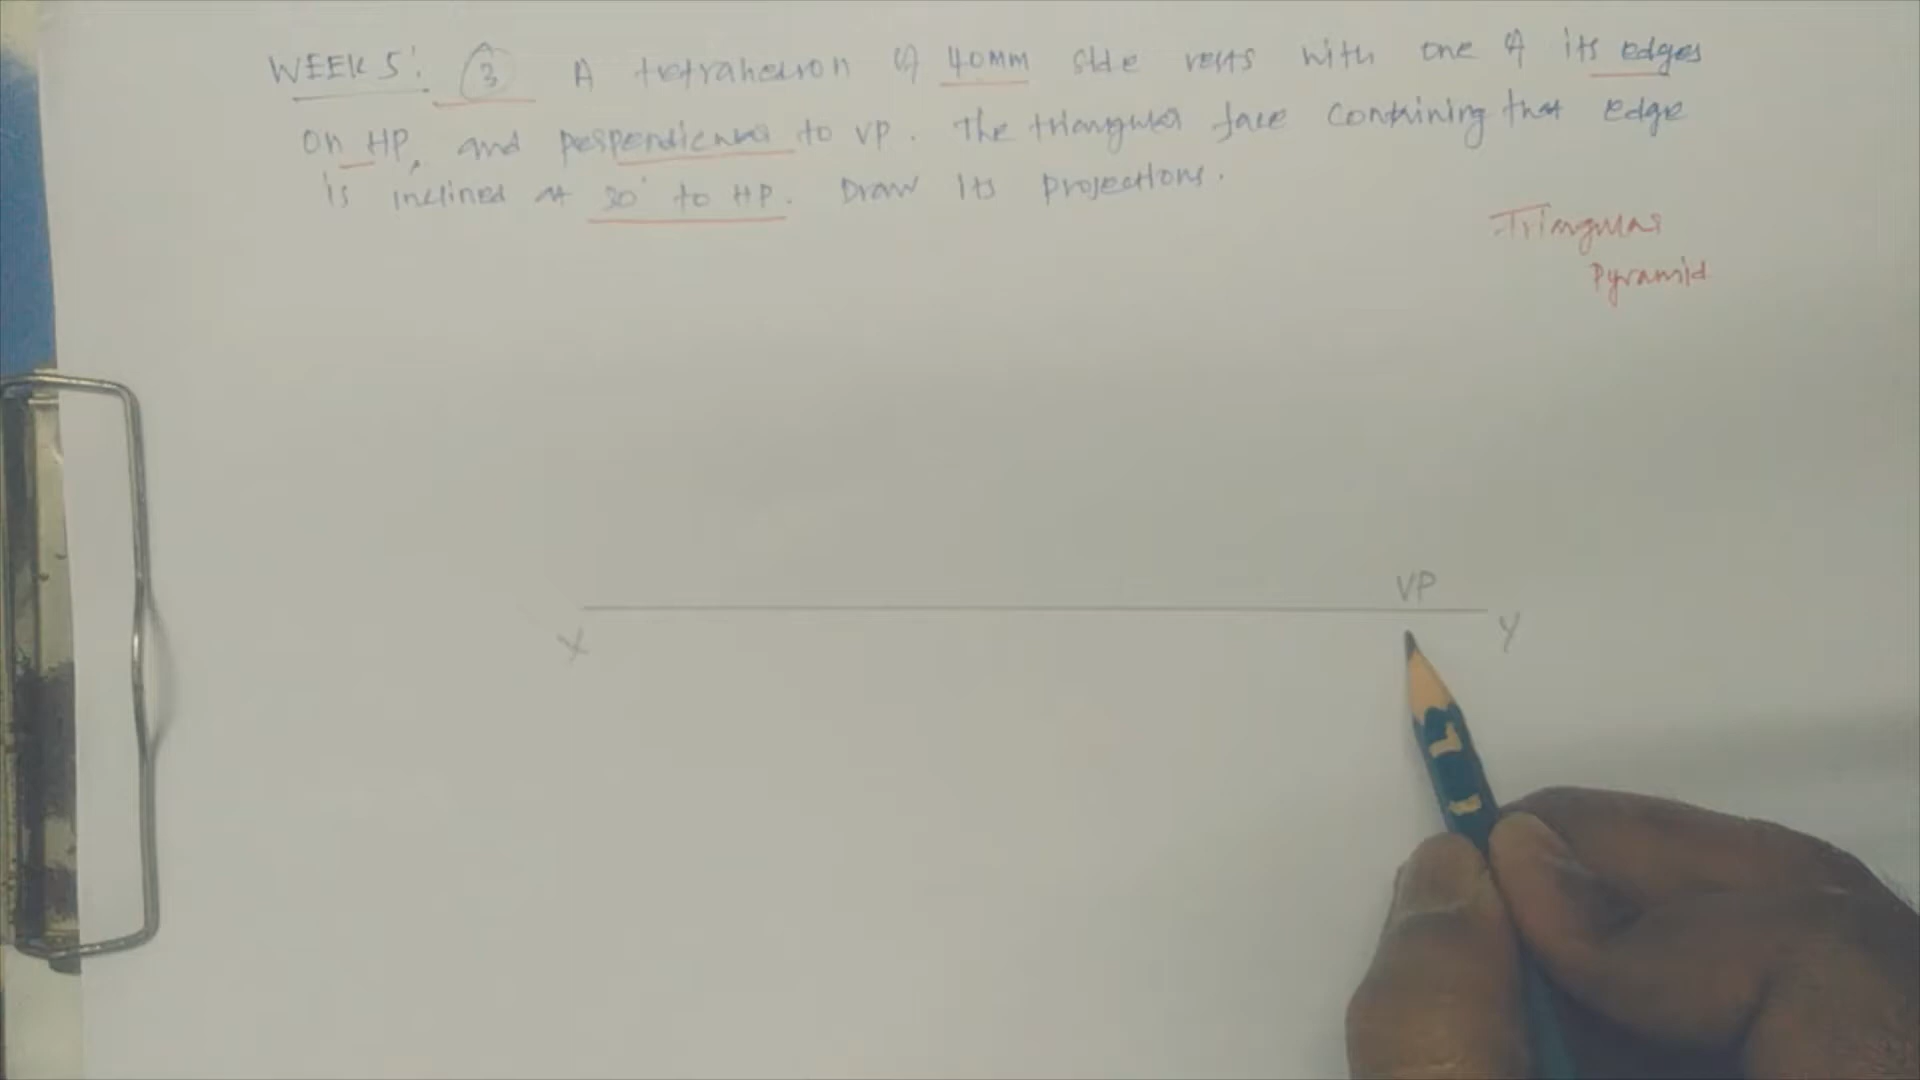 WEEK 5: 3 A tetrahedron of 40MM side rests with one of its edges
on HP, and perpendicular to VP. The triangular face containing that edge
is inclined at 30° to HP. Draw its projections.
Triangular
Pyramid
VP
X Y